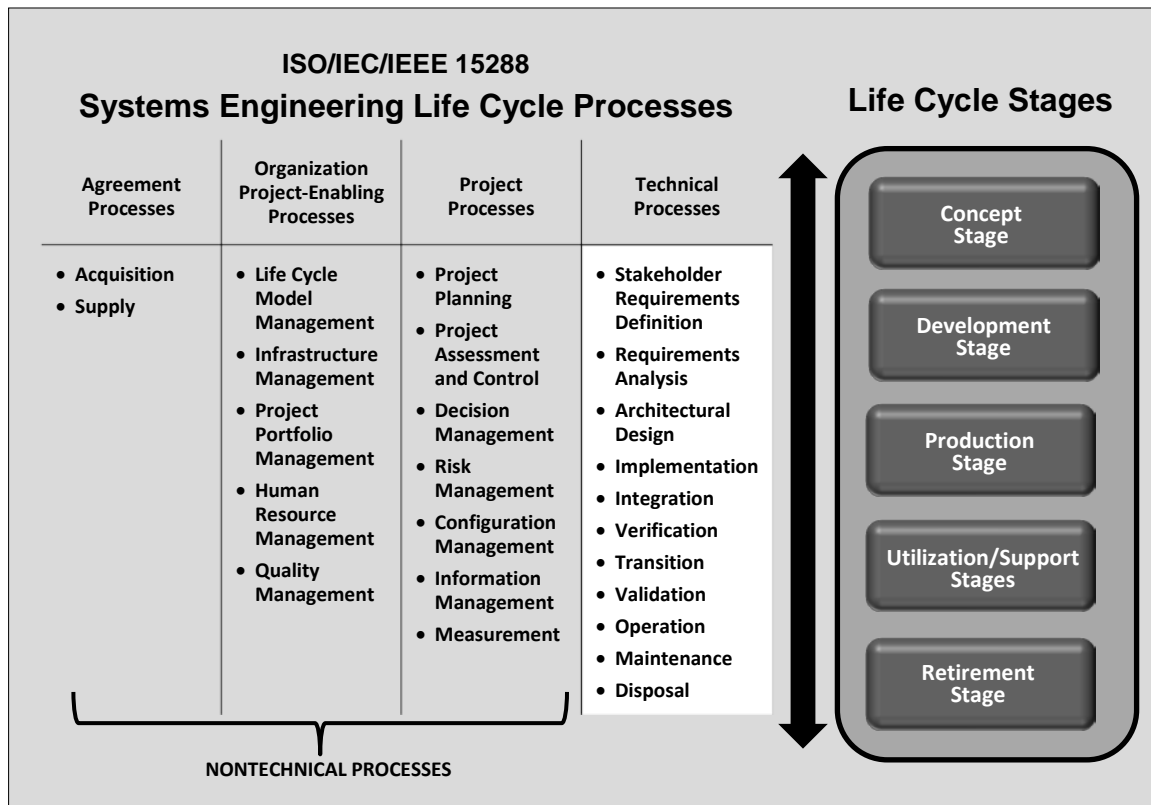 ISO/IEC/IEEE 15288
Systems Engineering Life Cycle Processes
Agreement
Processes
Organization
Project-Enabling
Processes
Project
Processes
Technical
Processes
• Acquisition
• Supply
• Life Cycle
Model
Management
• Infrastructure
Management
• Project
Portfolio
Management
• Human
Resource
Management
• Quality
Management
• Project
Planning
• Project
Assessment
and Control
• Decision
Management
• Risk
Management
• Configuration
Management
• Information
Management
• Measurement
• Stakeholder
Requirements
Definition
• Requirements
Analysis
• Architectural
Design
• Implementation
• Integration
• Verification
• Transition
• Validation
• Operation
• Maintenance
• Disposal
NONTECHNICAL PROCESSES
Life Cycle Stages
Concept
Stage
Development
Stage
Production
Stage
Utilization/Support
Stages
Retirement
Stage